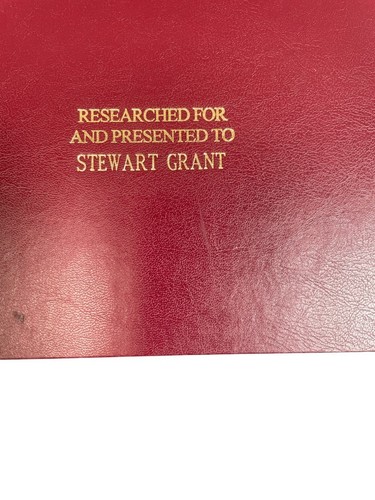 RESEARCHED FOR
AND PRESENTED TO
STEWART GRANT